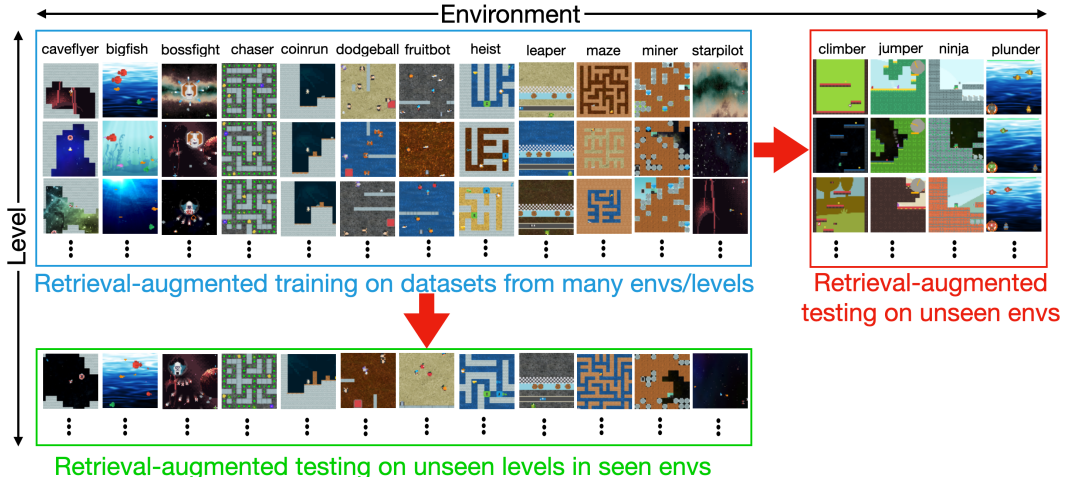 Environment
Level
caveflyer bigfish bossfight chaser coinrun dodgeball fruitbot heist leaper maze miner starpilot
climber jumper ninja plunder
Retrieval-augmented training on datasets from many envs/levels
Retrieval-augmented
testing on unseen envs
Retrieval-augmented testing on unseen levels in seen envs